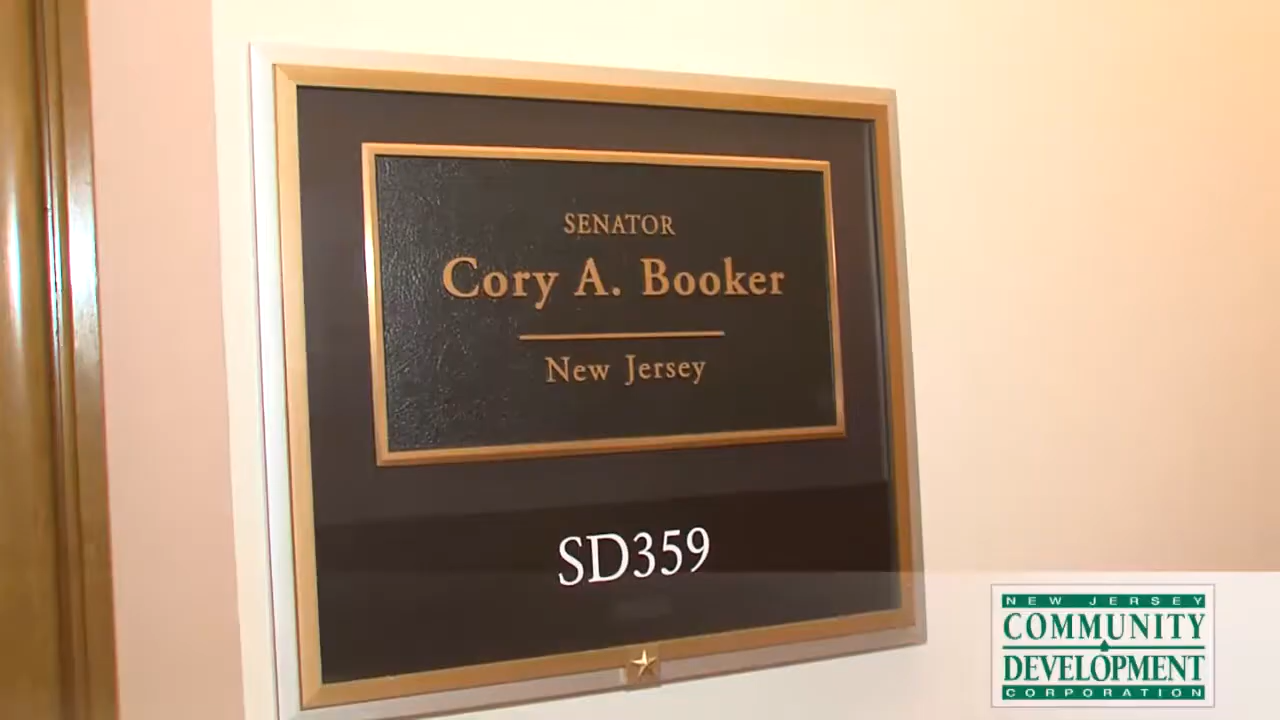 SENATOR
Cory A. Booker
New Jersey
SD359
NEW JERSEY
COMMUNITY
DEVELOPMENT
CORPORATION